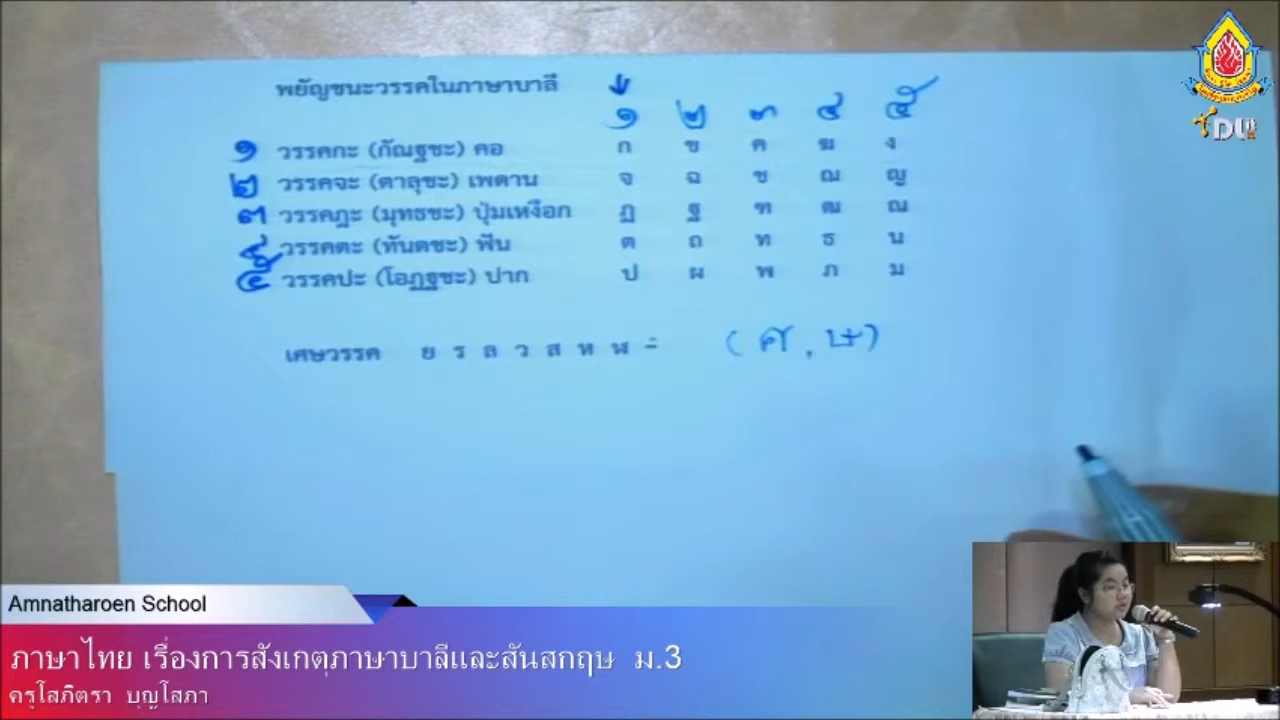 พยัญชนะวรรคในภาษาบาลี
๑ ๒ ๓ ๔ ๕
๑ วรรคกะ (กัณฐชะ) คอ ก ข ค ฆ ง
๒ วรรคจะ (ตาลุชะ) เพดาน จ ฉ ช ฌ ญ
๓ วรรคฏะ (มุทธชะ) ปุ่มเหงือก ฏ ฐ ฑ ฒ ณ
๔ วรรคตะ (ทันตชะ) ฟัน ต ถ ท ธ น
๕ วรรคปะ (โอฏฐชะ) ปาก ป ผ พ ภ ม
เศษวรรค ย ร ล ว ส ห ฬ ํ (ศ , ษ)
DLIT
Amnatharoen School
ภาษาไทย เรื่องการสังเกตุภาษาบาลีและสันสกฤษ ม.3
ครูโสภิตรา บุญโสภา